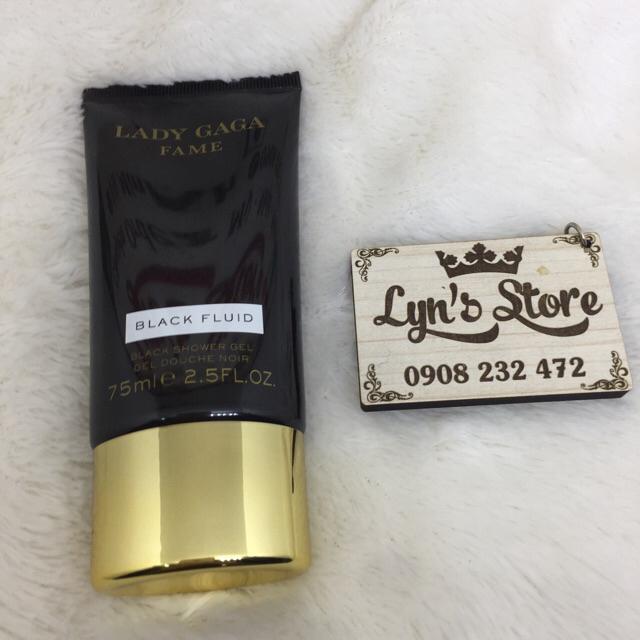 LADY GAGA
FAME
BLACK FLUID
BLACK SHOWER GEL
GEL DOUCHE NOIR
75ml e 2.5FL.OZ.
Lyn's Store
0908 232 472